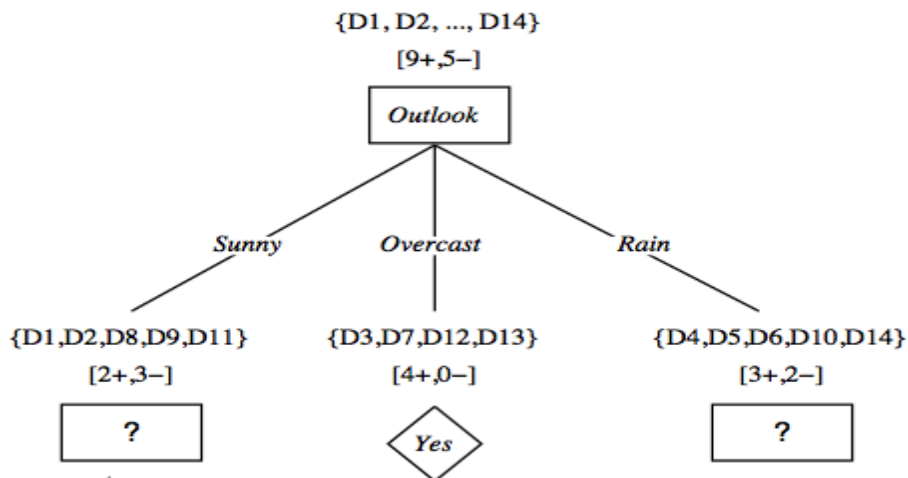 {D1, D2, ..., D14}
[9+,5−]
Outlook
Sunny Overcast Rain
{D1,D2,D8,D9,D11} {D3,D7,D12,D13} {D4,D5,D6,D10,D14}
[2+,3−] [4+,0−] [3+,2−]
? Yes ?